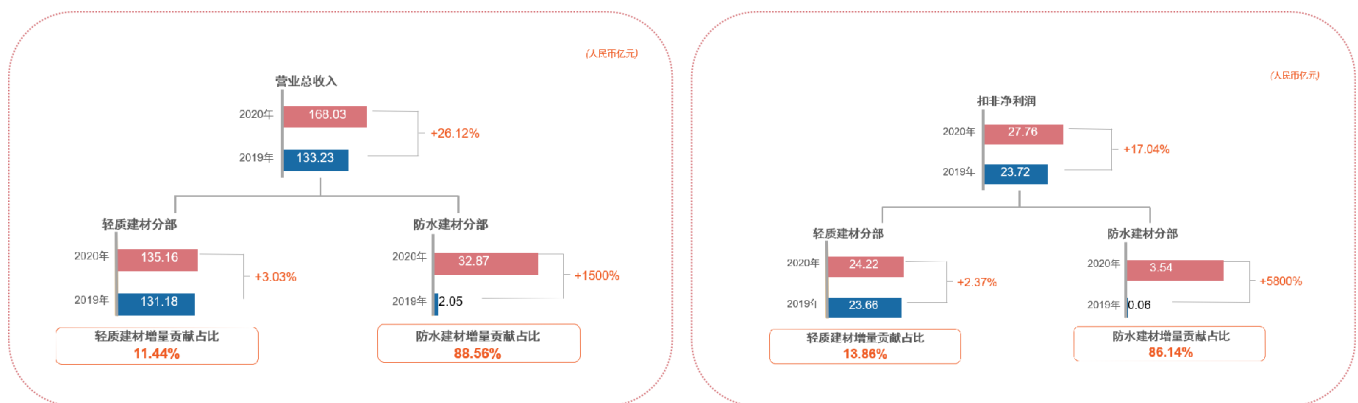 (人民币亿元)
营业总收入
2020年
168.03
+26.12%
2019年
133.23
轻质建材分部
2020年
135.16
+3.03%
2019年
131.18
轻质建材增量贡献占比
11.44%
防水建材分部
2020年
32.87
+1500%
2019年
2.05
防水建材增量贡献占比
88.56%
(人民币亿元)
扣非净利润
2020年
27.76
+17.04%
2019年
23.72
轻质建材分部
2020年
24.22
+2.37%
2019年
23.66
轻质建材增量贡献占比
13.86%
防水建材分部
2020年
3.54
+5800%
2019年
0.06
防水建材增量贡献占比
86.14%